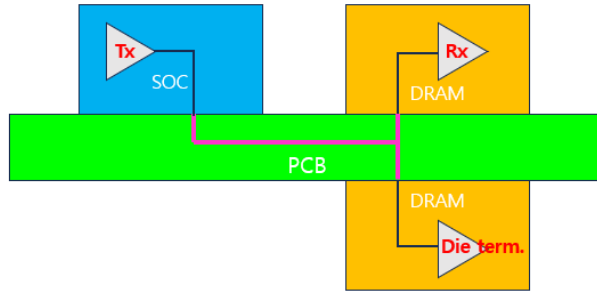 Tx
Rx
SOC
DRAM
PCB
DRAM
Die term.